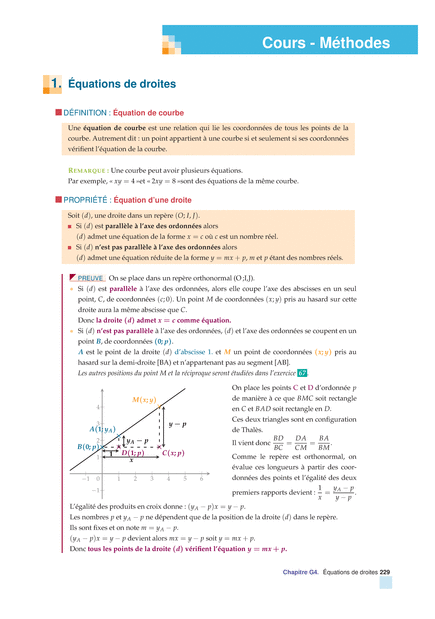 Cours - Méthodes
1. Équations de droites
DÉFINITION : Équation de courbe
Une équation de courbe est une relation qui lie les coordonnées de tous les points de la
courbe. Autrement dit : un point appartient à une courbe si et seulement si ses coordonnées
vérifient l'équation de la courbe.
REMARQUE : Une courbe peut avoir plusieurs équations.
Par exemple, « xy = 4 »et « 2xy = 8 »sont des équations de la même courbe.
PROPRIÉTÉ : Équation d'une droite
Soit (d), une droite dans un repère (O; I, J).
Si (d) est parallèle à l'axe des ordonnées alors
(d) admet une équation de la forme x = c où c est un nombre réel.
Si (d) n'est pas parallèle à l'axe des ordonnées alors
(d) admet une équation réduite de la forme y = mx + p, m et p étant des nombres réels.
PREUVE On se place dans un repère orthonormal (O ;I,J).
Si (d) est parallèle à l'axe des ordonnées, alors elle coupe l'axe des abscisses en un seul
point, C, de coordonnées (c; 0). Un point M de coordonnées (x; y) pris au hasard sur cette
droite aura la même abscisse que C.
Donc la droite (d) admet x = c comme équation.
Si (d) n'est pas parallèle à l'axe des ordonnées, (d) et l'axe des ordonnées se coupent en un
point B, de coordonnées (0; p).
A est le point de la droite (d) d'abscisse 1. et M un point de coordonnées (x; y) pris au
hasard sur la demi-droite [BA) et n'appartenant pas au segment [AB].
Les autres positions du point M et la réciproque seront étudiées dans l'exercice 67
M(x; y)
4
y − p
3
A(1; yA)
2
yA − p
B(0; p)
1
D(1; p)
C(x; p)
x
−1 0 1 2 3 4 5 6
−1
On place les points C et D d'ordonnée p
de manière à ce que BMC soit rectangle
en C et BAD soit rectangle en D.
Ces deux triangles sont en configuration
de Thalès.
Il vient donc BD/BC = DA/CM = BA/BM.
Comme le repère est orthonormal, on
évalue ces longueurs à partir des coor-
données des points et l'égalité des deux
premiers rapports devient : 1/x = (yA − p)/(y − p).
L'égalité des produits en croix donne : (yA − p)x = y − p.
Les nombres p et yA − p ne dépendent que de la position de la droite (d) dans le repère.
Ils sont fixes et on note m = yA − p.
(yA − p)x = y − p devient alors mx = y − p soit y = mx + p.
Donc tous les points de la droite (d) vérifient l'équation y = mx + p.
Chapitre G4. Équations de droites 229